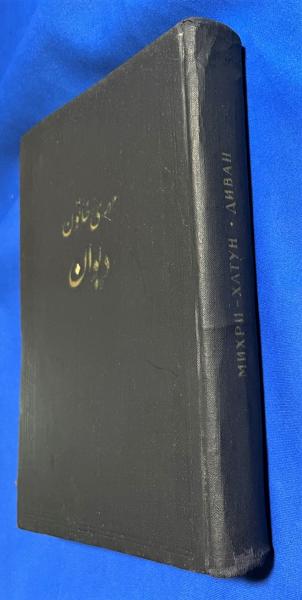 مهری خاتون
دیوان
МИХРИ-ХАТУН • ДИВАН